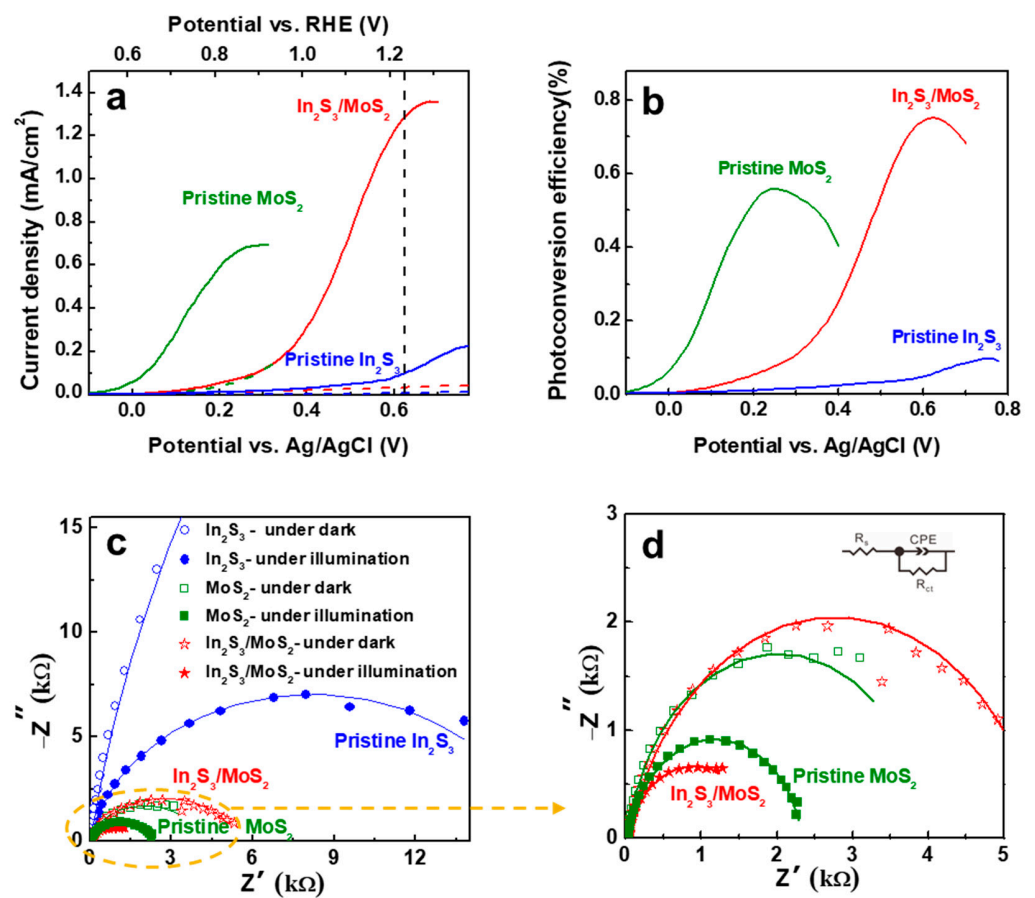 Potential vs. RHE (V)
0.6 0.8 1.0 1.2
a
Current density (mA/cm²)
1.4
1.2
1.0
0.8
0.6
0.4
0.2
0.0
In₂S₃/MoS₂
Pristine MoS₂
Pristine In₂S₃
0.0 0.2 0.4 0.6
Potential vs. Ag/AgCl (V)
b
Photoconversion efficiency(%)
0.8
0.6
0.4
0.2
0.0
In₂S₃/MoS₂
Pristine MoS₂
Pristine In₂S₃
0.0 0.2 0.4 0.6 0.8
Potential vs. Ag/AgCl (V)
c
−Z″ (kΩ)
15
10
5
0
In₂S₃- under dark
In₂S₃- under illumination
MoS₂- under dark
MoS₂- under illumination
In₂S₃/MoS₂- under dark
In₂S₃/MoS₂- under illumination
Pristine In₂S₃
In₂S₃/MoS₂
Pristine MoS₂
0 3 6 9 12
Z′ (kΩ)
d
−Z″ (kΩ)
3
2
1
0
Rs CPE
Rct
Pristine MoS₂
In₂S₃/MoS₂
0 1 2 3 4 5
Z′ (kΩ)